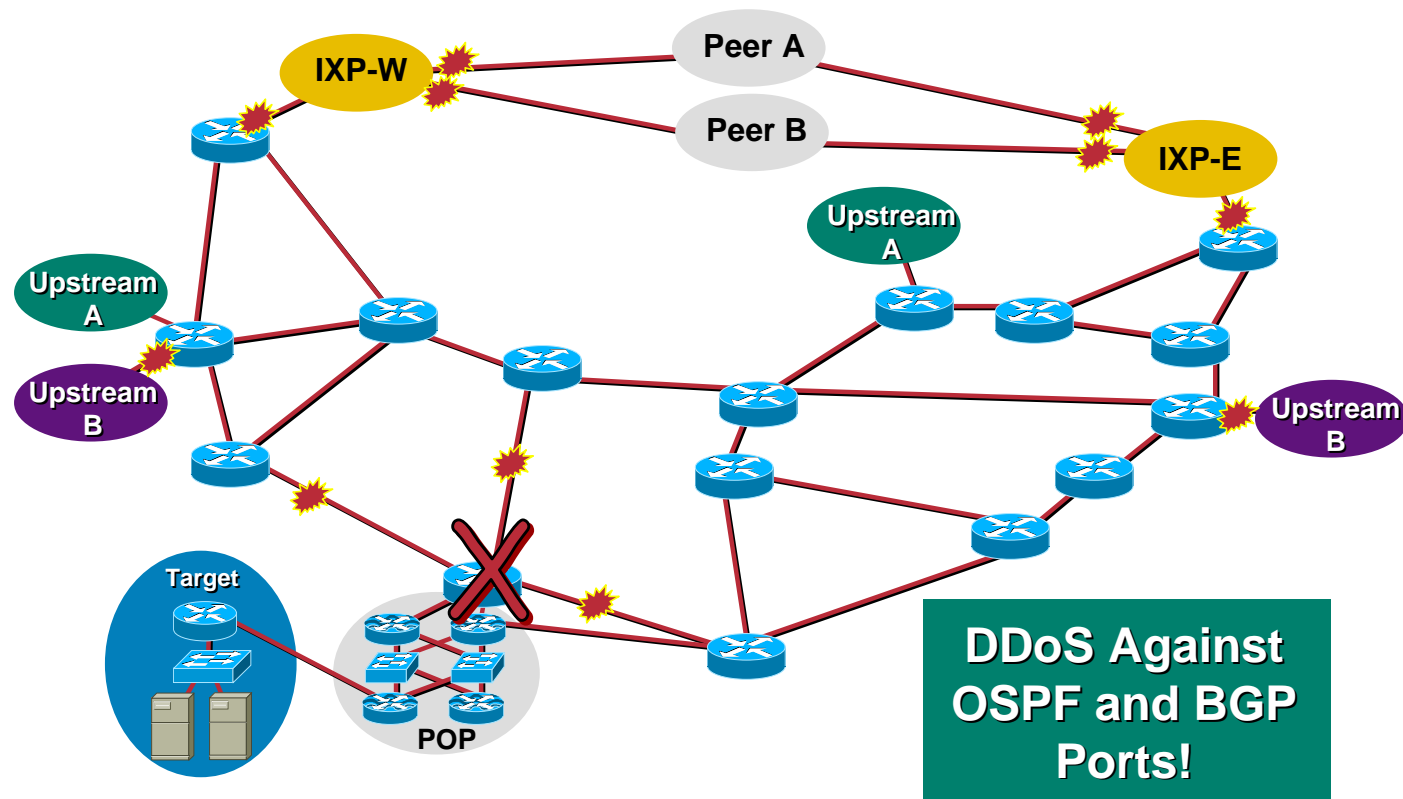 Peer A
IXP-W
Peer B
IXP-E
Upstream
A
Upstream
A
Upstream
B
Upstream
B
Target
POP
DDoS Against
OSPF and BGP
Ports!